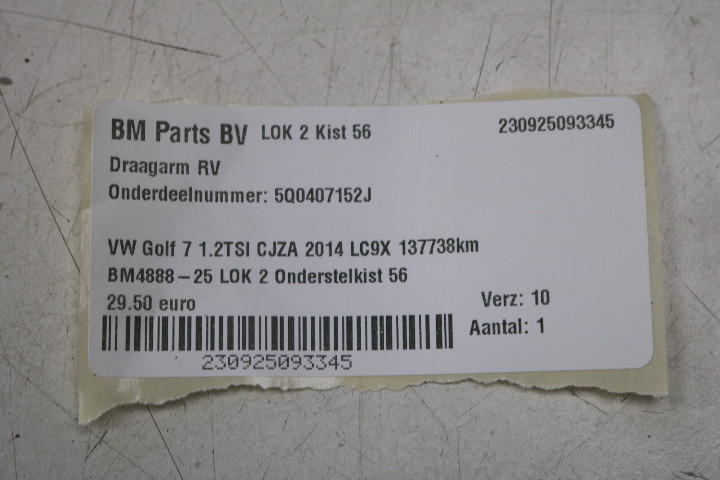 BM Parts BV LOK 2 Kist 56 230925093345
Draagarm RV
Onderdeelnummer: 5Q0407152J
VW Golf 7 1.2TSI CJZA 2014 LC9X 137738km
BM4888-25 LOK 2 Onderstelkist 56
29.50 euro Verz: 10
Aantal: 1
230925093345